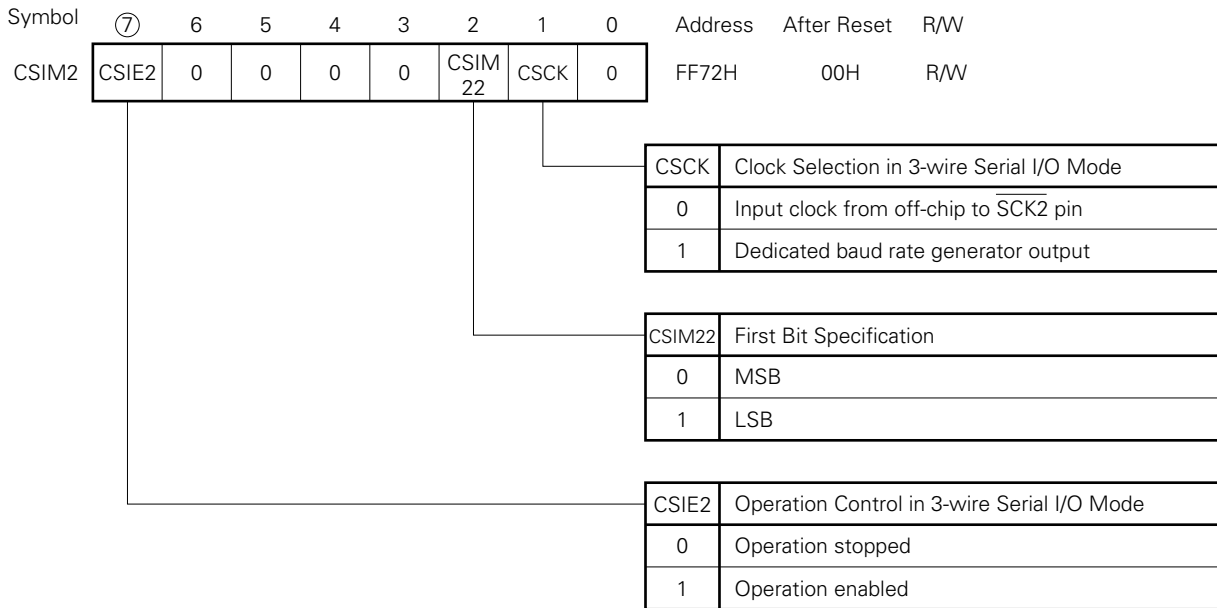 Symbol ⑦ 6 5 4 3 2 1 0 Address After Reset R/W
CSIM2 CSIE2 0 0 0 0 CSIM 22 CSCK 0 FF72H 00H R/W
CSCK Clock Selection in 3-wire Serial I/O Mode
0 Input clock from off-chip to S̅C̅K̅2̅ pin
1 Dedicated baud rate generator output
CSIM22 First Bit Specification
0 MSB
1 LSB
CSIE2 Operation Control in 3-wire Serial I/O Mode
0 Operation stopped
1 Operation enabled